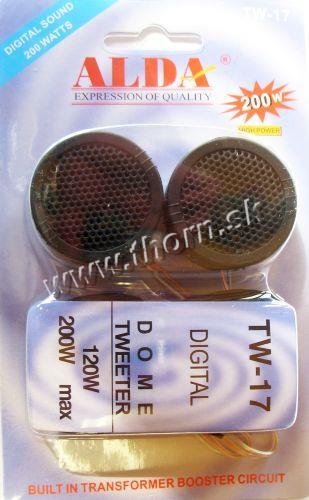 DIGITAL SOUND
200 WATTS
TW-17
ALDA®
EXPRESSION OF QUALITY
200W
HIGH POWER
www.thorn.sk
TW-17
DIGITAL
DOME
TWEETER
120W
200W max
BUILT IN TRANSFORMER BOOSTER CIRCUIT